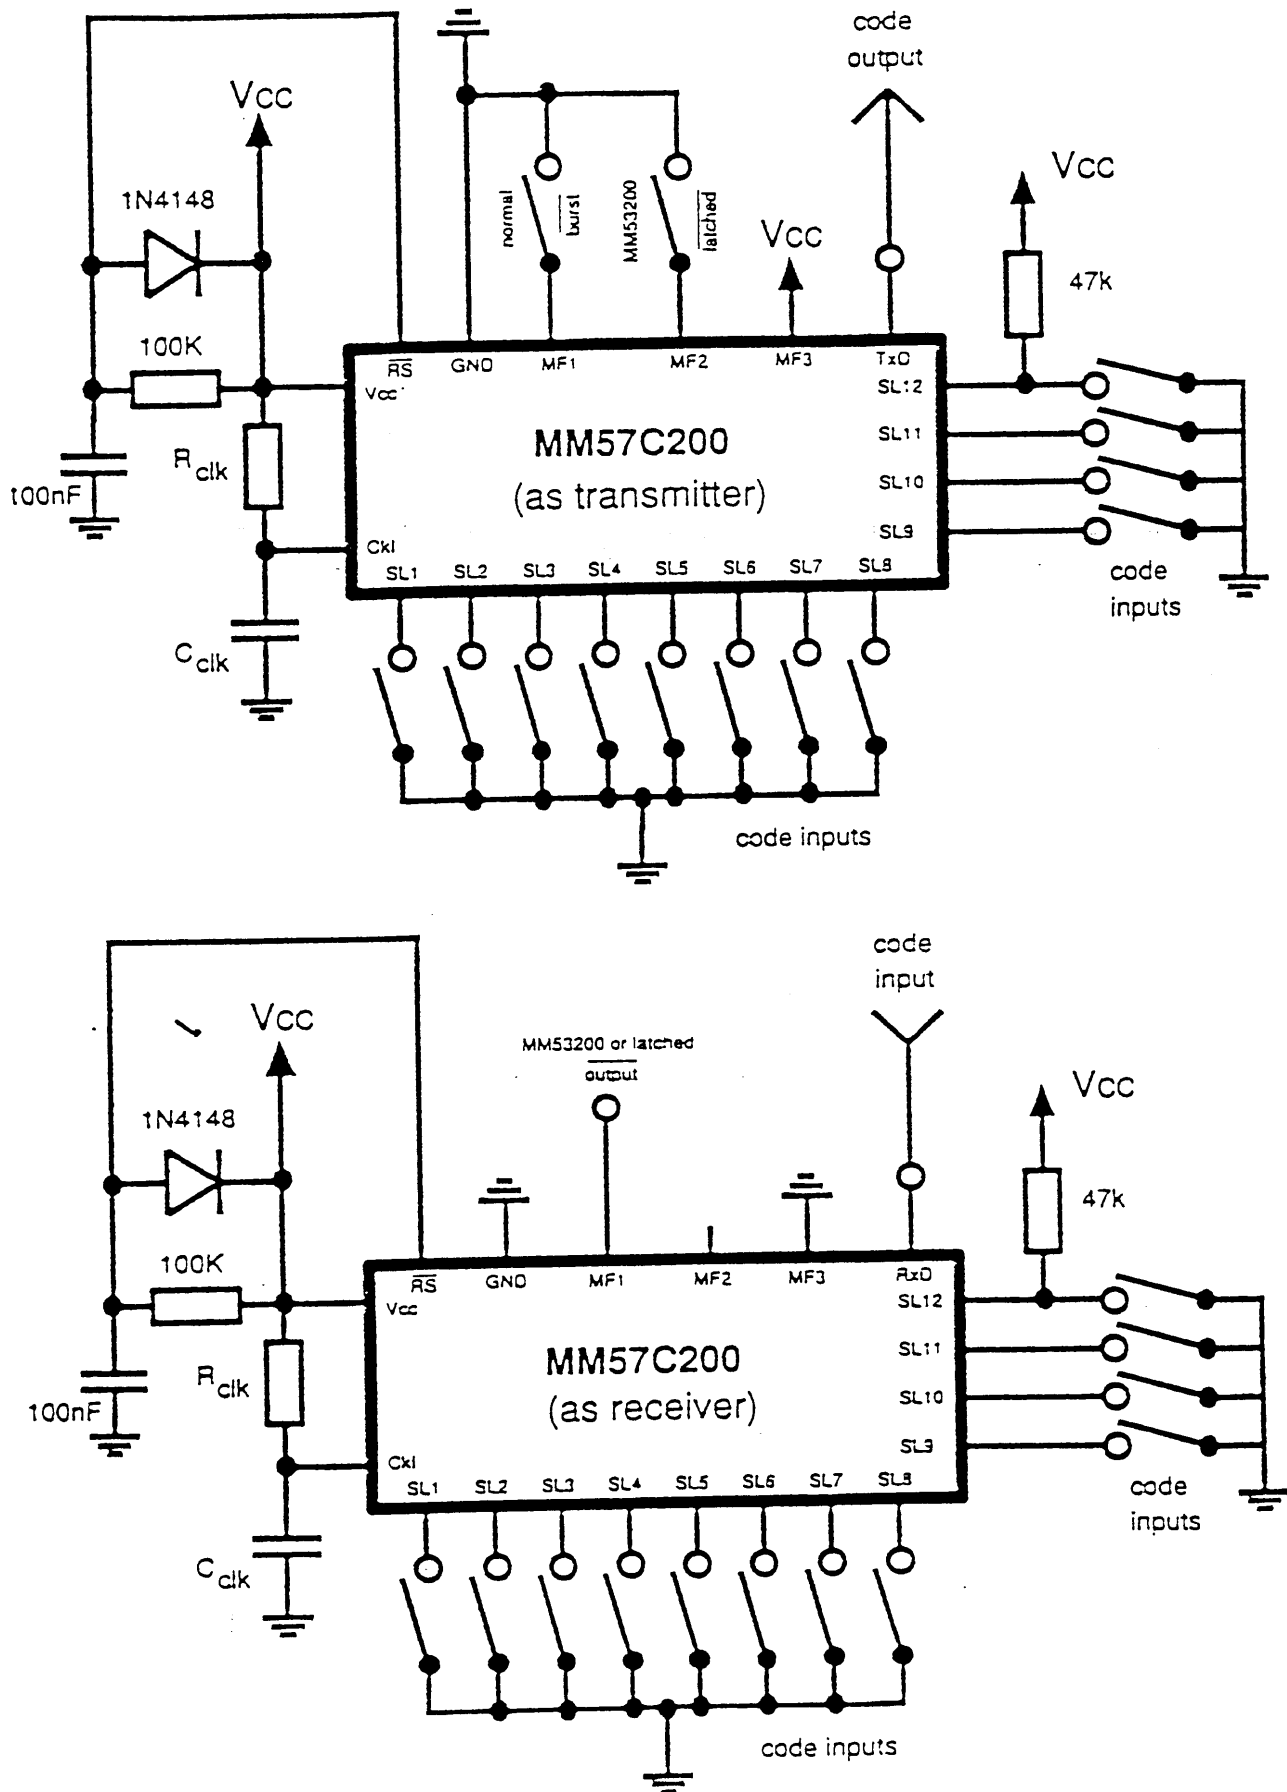 code
output
Vcc
Vcc
1N4148
normal
burst
MM53200
latched
Vcc
47k
100K
RS
GND
MF1
MF2
MF3
TxD
Vcc
SL12
SL11
SL10
SL9
MM57C200
(as transmitter)
Rclk
100nF
CkI
SL1
SL2
SL3
SL4
SL5
SL6
SL7
SL8
code
inputs
Cclk
code inputs
code
input
Vcc
MM53200 or latched
output
Vcc
1N4148
47k
100K
RS
GND
MF1
MF2
MF3
RxD
Vcc
SL12
SL11
SL10
SL9
MM57C200
(as receiver)
Rclk
100nF
CkI
SL1
SL2
SL3
SL4
SL5
SL6
SL7
SL8
code
inputs
Cclk
code inputs